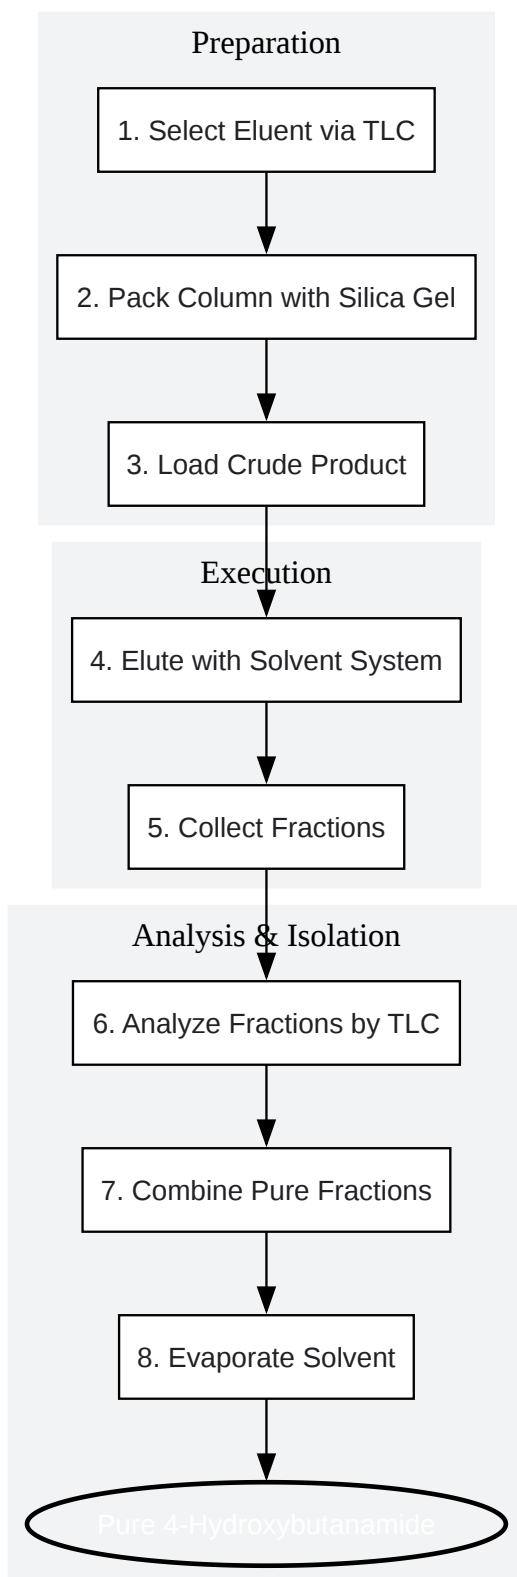 Preparation
1. Select Eluent via TLC
2. Pack Column with Silica Gel
3. Load Crude Product
Execution
4. Elute with Solvent System
5. Collect Fractions
Analysis & Isolation
6. Analyze Fractions by TLC
7. Combine Pure Fractions
8. Evaporate Solvent
Pure 4-Hydroxybutanamide